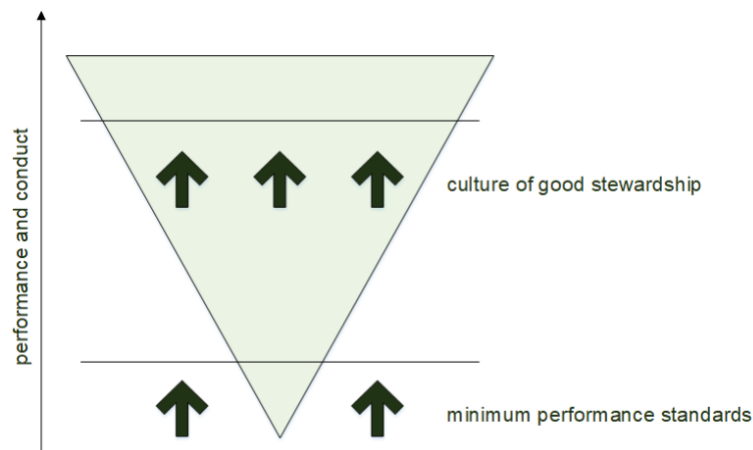 performance and conduct
culture of good stewardship
minimum performance standards